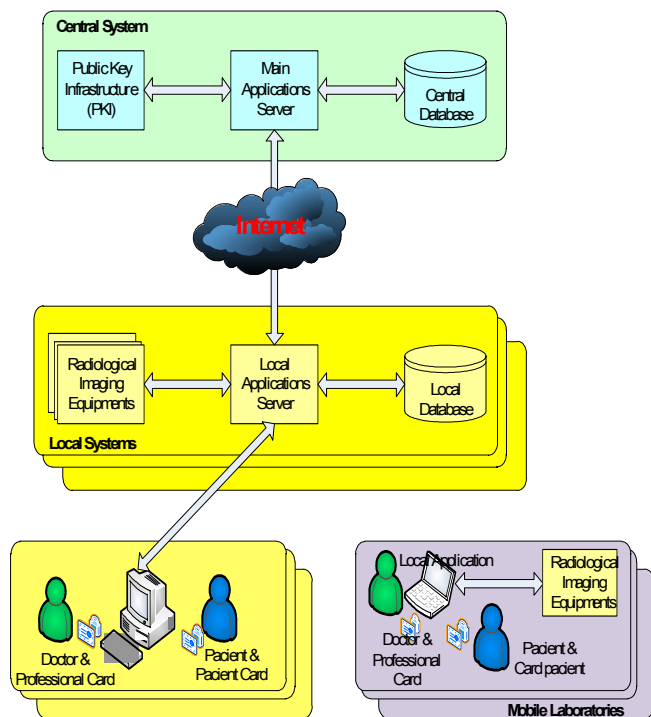 Central System
Public Key
Infrastructure
(PKI)
Main
Applications
Server
Central
Database
Internet
Radiological
Imaging
Equipments
Local
Applications
Server
Local
Database
Local Systems
Doctor &
Professional Card
Pacient &
Pacient Card
Local Application
Radiological
Imaging
Equipments
Doctor &
Professional
Card
Pacient &
Card pacient
Mobile Laboratories